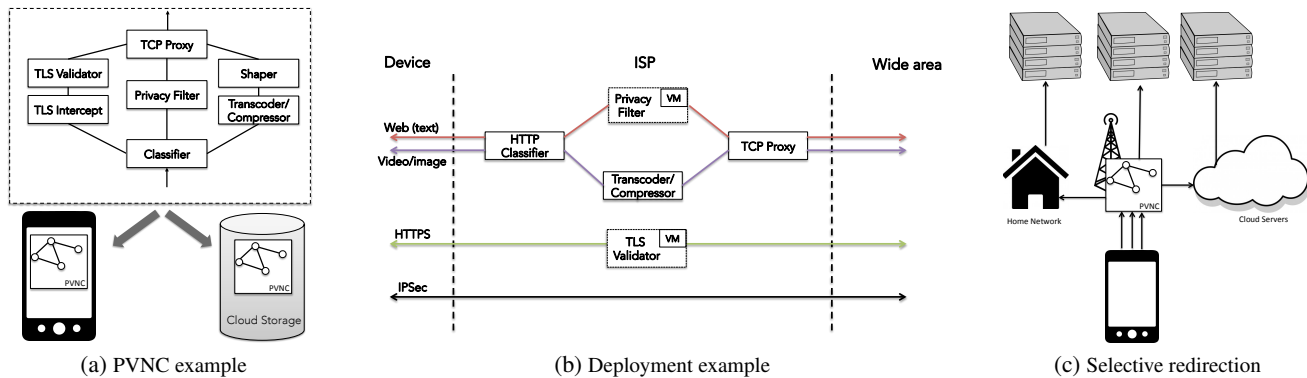 TCP Proxy
TLS Validator
Shaper
Privacy Filter
TLS Intercept
Transcoder/
Compressor
Classifier
PVNC
PVNC
Cloud Storage
(a) PVNC example
Device
ISP
Wide area
Privacy
Filter
VM
Web (text)
HTTP
Classifier
TCP Proxy
Video/image
Transcoder/
Compressor
HTTPS
TLS
Validator
VM
IPSec
(b) Deployment example
PVNC
Home Network
Cloud Servers
(c) Selective redirection